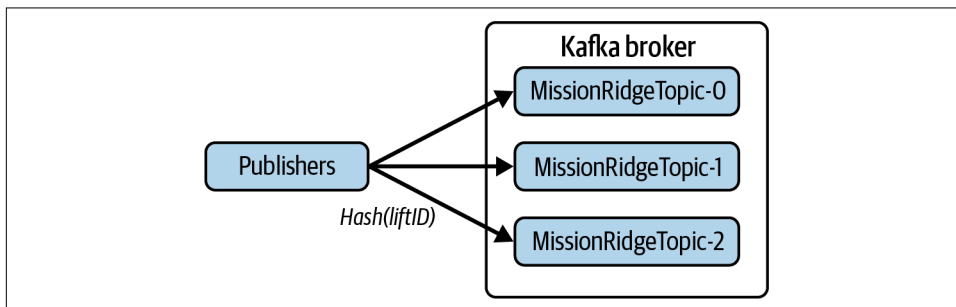 Kafka broker
MissionRidgeTopic-0
Publishers
MissionRidgeTopic-1
Hash(liftID)
MissionRidgeTopic-2